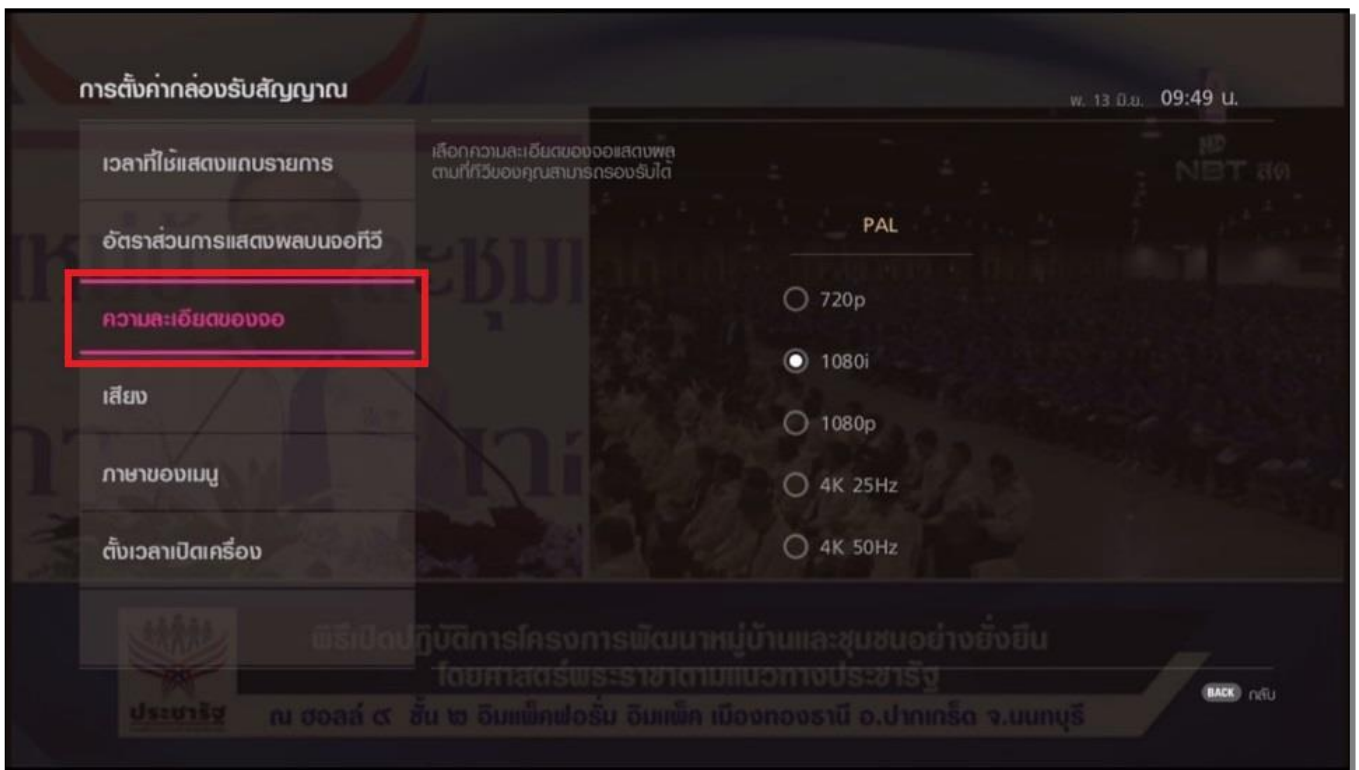 การตั้งค่ากล่องรับสัญญาณ
พ. 13 มิ.ย. 09:49 น.
เวลาที่ใช้แสดงแถบรายการ
อัตราส่วนการแสดงผลบนจอทีวี
ความละเอียดของจอ
เสียง
ภาษาของเมนู
ตั้งเวลาเปิดเครื่อง
เลือกความละเอียดของจอแสดงผล
ตามที่ทีวีของคุณสามารถรองรับได้
PAL
720p
1080i
1080p
4K 25Hz
4K 50Hz
HD
NBT สด
พิธีเปิดปฏิบัติการโครงการพัฒนาหมู่บ้านและชุมชนอย่างยั่งยืน
โดยศาสตร์พระราชาตามแนวทางประชารัฐ
ประชารัฐ
ณ ฮอลล์ ๙ ชั้น ๒ อิมแพ็คฟอรั่ม อิมแพ็ค เมืองทองธานี อ.ปากเกร็ด จ.นนทบุรี
BACK กลับ